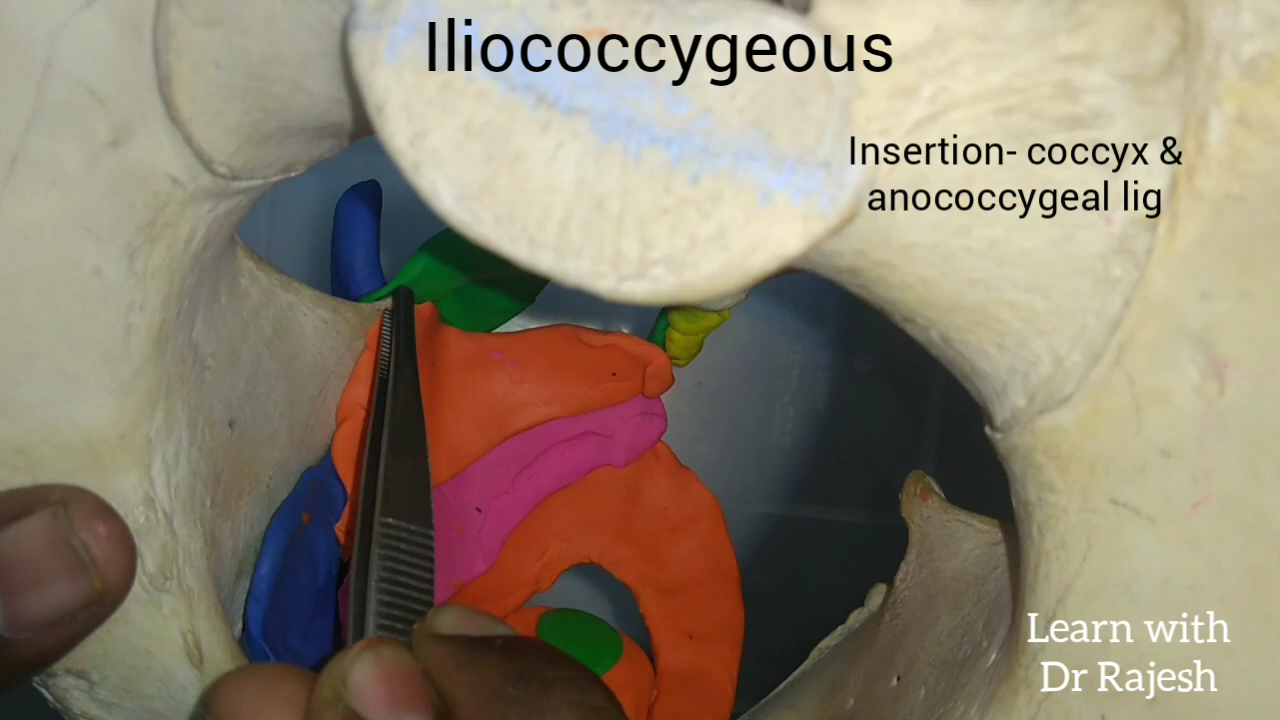 Iliococcygeous
Insertion- coccyx &
anococcygeal lig
Learn with
Dr Rajesh